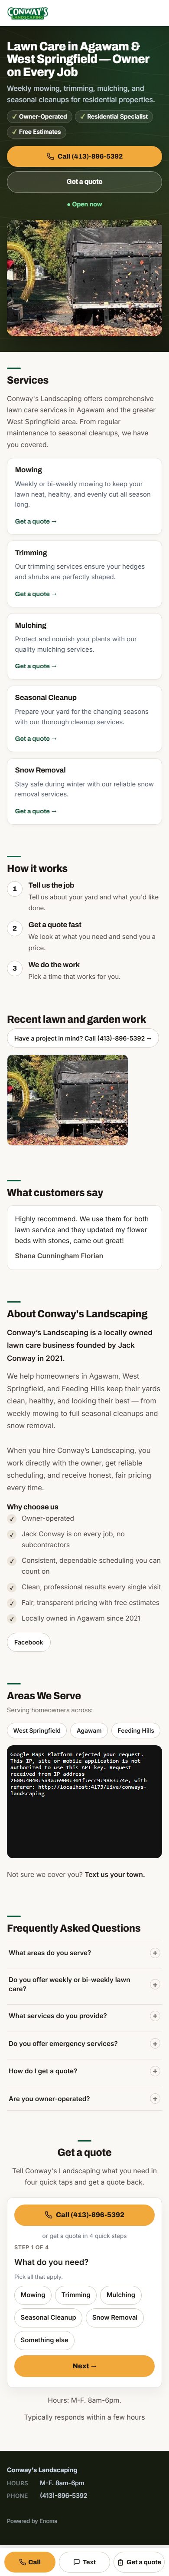 CONWAY'S
LANDSCAPING
Lawn Care in Agawam &
West Springfield — Owner
on Every Job
Weekly mowing, trimming, mulching, and
seasonal cleanups for residential properties.
✓ Owner-Operated
✓ Residential Specialist
✓ Free Estimates
Call (413)-895-5392
Get a quote
● Open now
Services
Conway's Landscaping offers comprehensive
lawn care services in Agawam and the greater
West Springfield area. From regular
maintenance to seasonal cleanups, we have
you covered.
Mowing
Weekly or bi-weekly mowing to keep your
lawn neat, healthy, and evenly cut all season
long.
Get a quote →
Trimming
Our trimming services ensure your hedges
and shrubs are perfectly shaped.
Get a quote →
Mulching
Protect and nourish your plants with our
quality mulching services.
Get a quote →
Seasonal Cleanup
Prepare your yard for the changing seasons
with our thorough cleanup services.
Get a quote →
Snow Removal
Stay safe during winter with our reliable snow
removal services.
Get a quote →
How it works
1
Tell us the job
Tell us about your yard and what you'd like
done.
2
Get a quote fast
We look at what you need and send you a
price.
3
We do the work
Pick a time that works for you.
Recent lawn and garden work
Have a project in mind? Call (413)-895-5392 →
What customers say
Highly recommend. We use them for both
lawn service and they updated my flower
beds with stones, came out great!
Shana Cunningham Florian
About Conway's Landscaping
Conway's Landscaping is a locally owned
lawn care business founded by Jack
Conway in 2021.
We help homeowners in Agawam, West
Springfield, and Feeding Hills keep their yards
clean, healthy, and looking their best — from
weekly mowing to full seasonal cleanups and
snow removal.
When you hire Conway's Landscaping, you
work directly with the owner, get reliable
scheduling, and receive honest, fair pricing
every time.
Why choose us
✓ Owner-operated
✓ Jack Conway is on every job, no
subcontractors
✓ Consistent, dependable scheduling you can
count on
✓ Clean, professional results every single visit
✓ Fair, transparent pricing with free estimates
✓ Locally owned in Agawam since 2021
Facebook
Areas We Serve
Serving homeowners across:
West Springfield
Agawam
Feeding Hills
Google Maps Platform rejected your request.
This IP, site or mobile application is not
authorized to use this API key. Request
received from IP address
2600:4040:5a4a:6900:301f:ecc9:9883:74e, with
referer: http://localhost:4173/live/conways-
landscaping
Not sure we cover you? Text us your town.
Frequently Asked Questions
What areas do you serve? +
Do you offer weekly or bi-weekly lawn
care? +
What services do you provide? +
Do you offer emergency services? +
How do I get a quote? +
Are you owner-operated? +
Get a quote
Tell Conway's Landscaping what you need in
four quick taps and get a quote back.
Call (413)-895-5392
or get a quote in 4 quick steps
STEP 1 OF 4
What do you need?
Pick all that apply.
Mowing
Trimming
Mulching
Seasonal Cleanup
Snow Removal
Something else
Next →
Hours: M-F. 8am-6pm.
Typically responds within a few hours
Conway's Landscaping
HOURS M-F. 8am-6pm
PHONE (413)-895-5392
Powered by Enoma
Call
Text
Get a quote